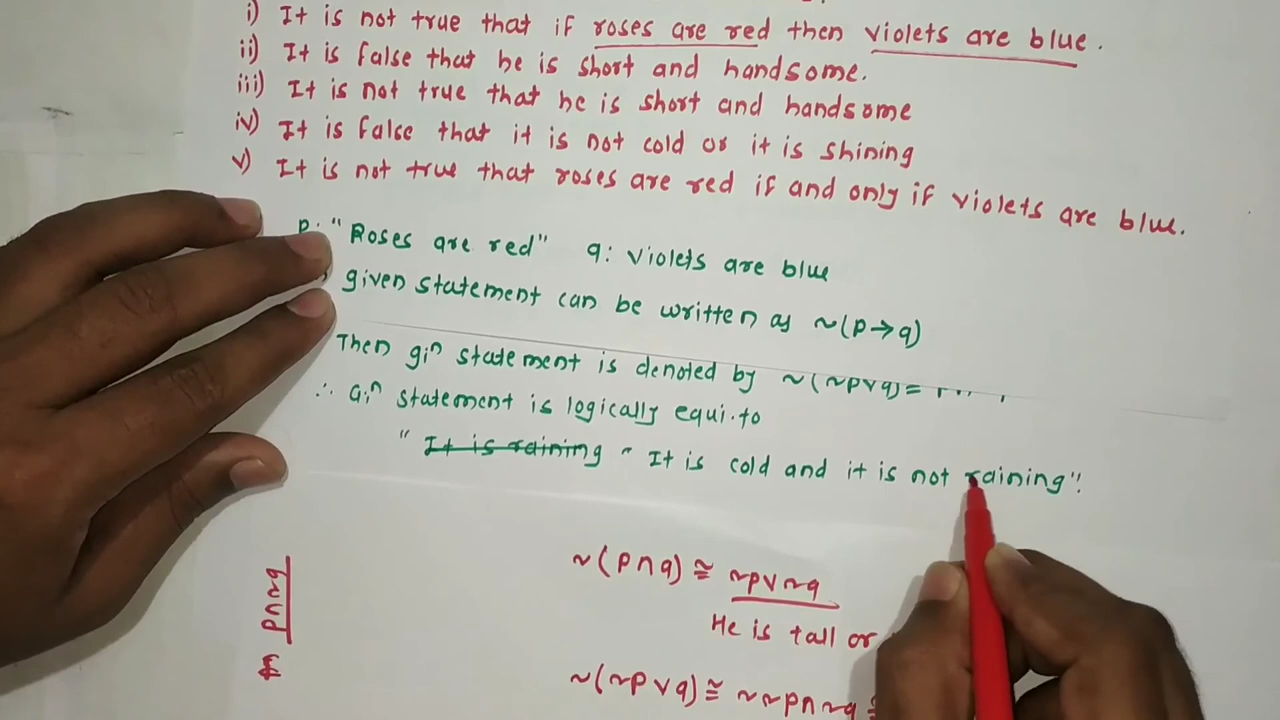 i) It is not true that if roses are red then violets are blue.
ii) It is false that he is short and handsome.
iii) It is not true that he is short and handsome
iv) It is false that it is not cold or it is shining
v) It is not true that roses are red if and only if violets are blue.
P: "Roses are red" q: violets are blue
given statement can be written as ~(p→q)
Then giⁿ statement is denoted by ~(~p∨q)=
∴ Giⁿ statement is logically equi.to
" It is raining " It is cold and it is not raining"!
~(p∩q) ≅ ~p∨~q
He is tall or
~(~p∨q) ≅ ~~p∩~q
p∩~q